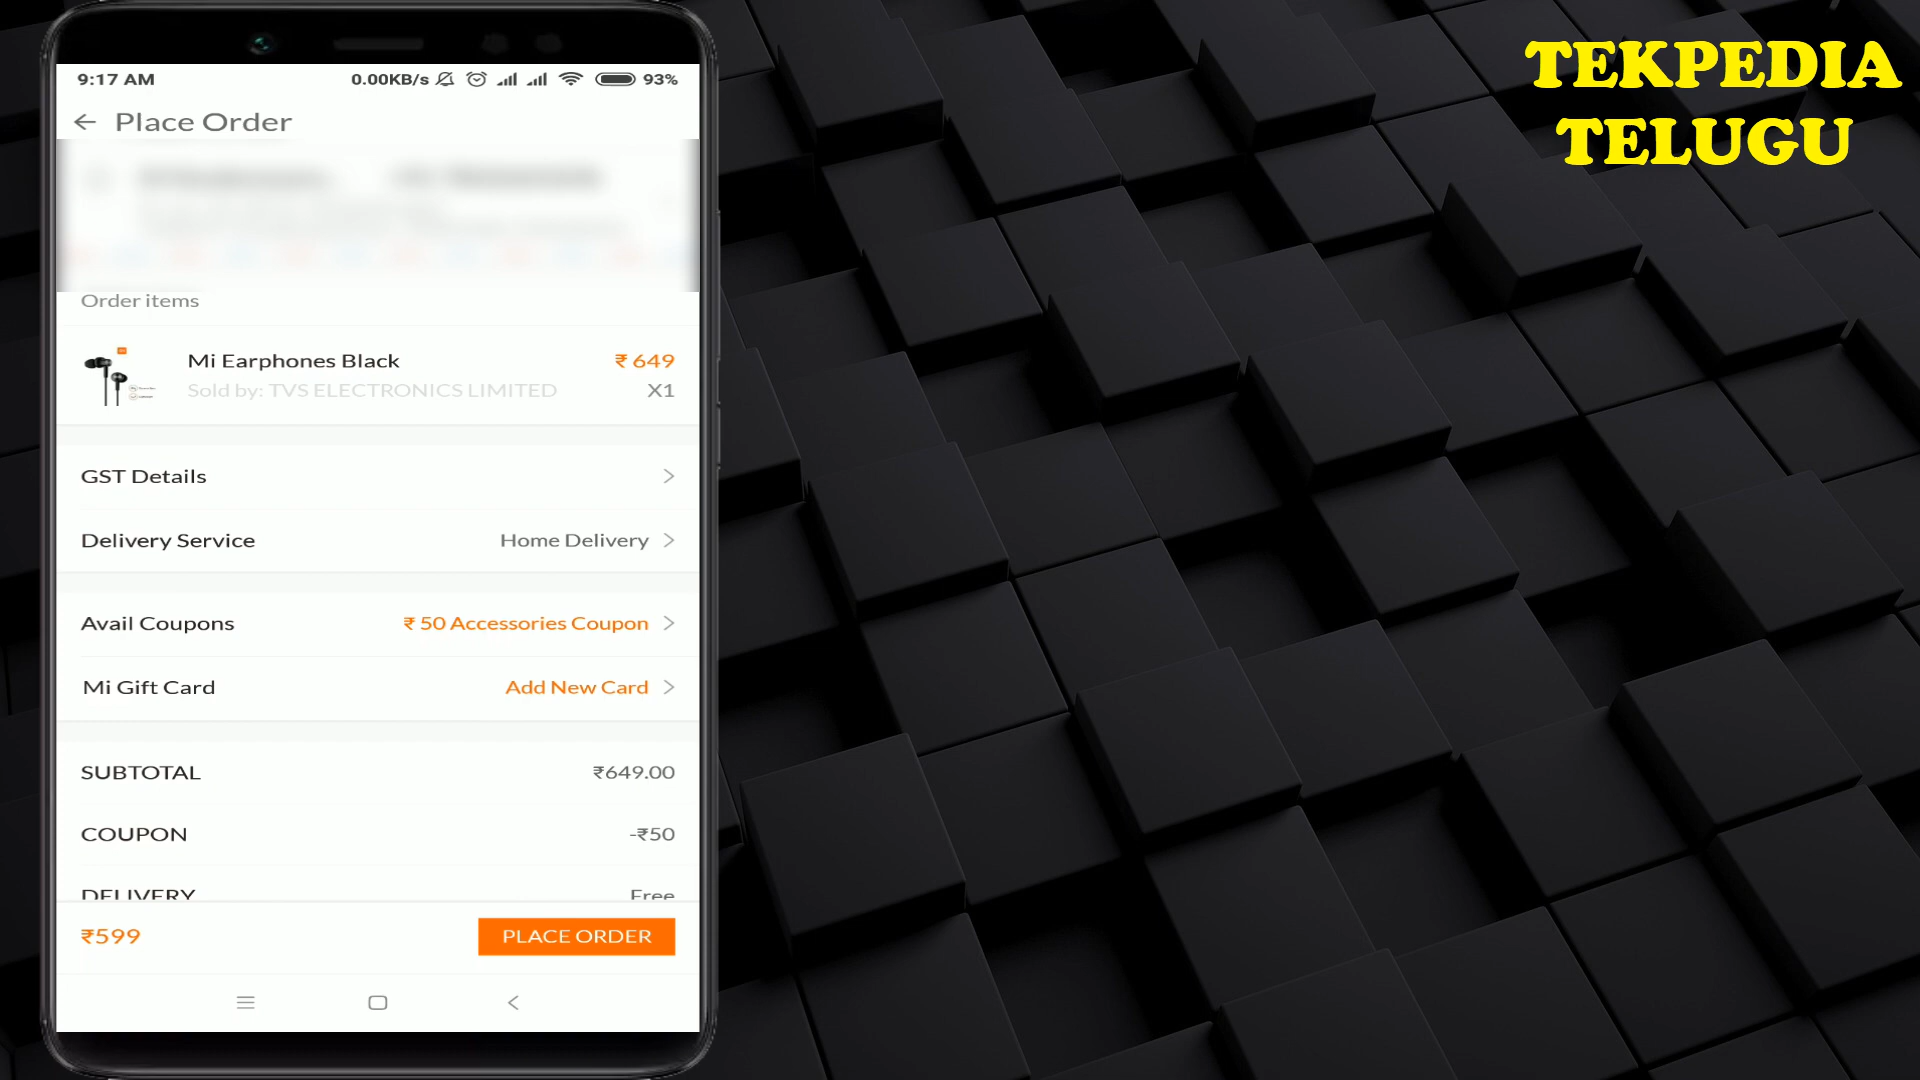 TEKPEDIA
TELUGU
9:17 AM 0.00KB/s 93%
Place Order
Order items
Mi Earphones Black ₹ 649
Sold by: TVS ELECTRONICS LIMITED X1
GST Details
Delivery Service Home Delivery
Avail Coupons ₹ 50 Accessories Coupon
Mi Gift Card Add New Card
SUBTOTAL ₹649.00
COUPON -₹50
DELIVERY Free
₹599 PLACE ORDER